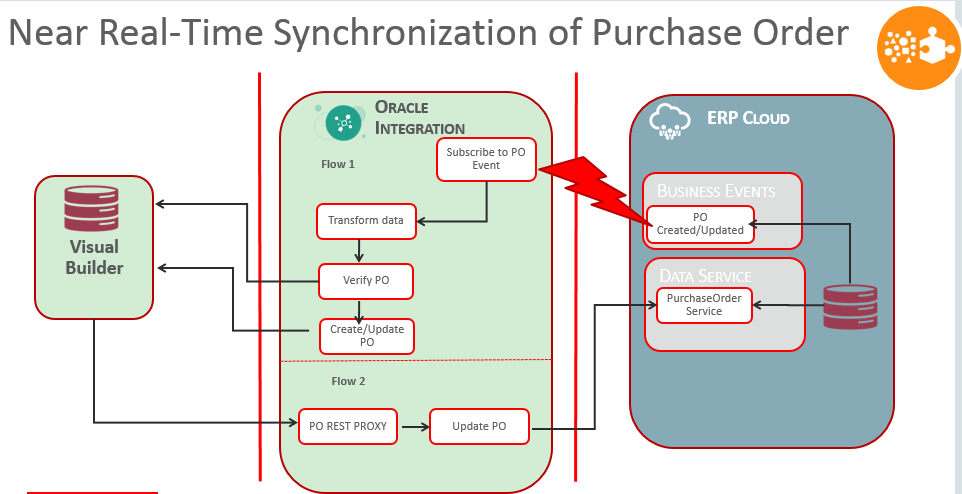 Near Real-Time Synchronization of Purchase Order
Visual
Builder
ORACLE
INTEGRATION
Flow 1
Subscribe to PO
Event
Transform data
Verify PO
Create/Update
PO
Flow 2
PO REST PROXY
Update PO
ERP CLOUD
BUSINESS EVENTS
PO
Created/Updated
DATA SERVICE
PurchaseOrder
Service